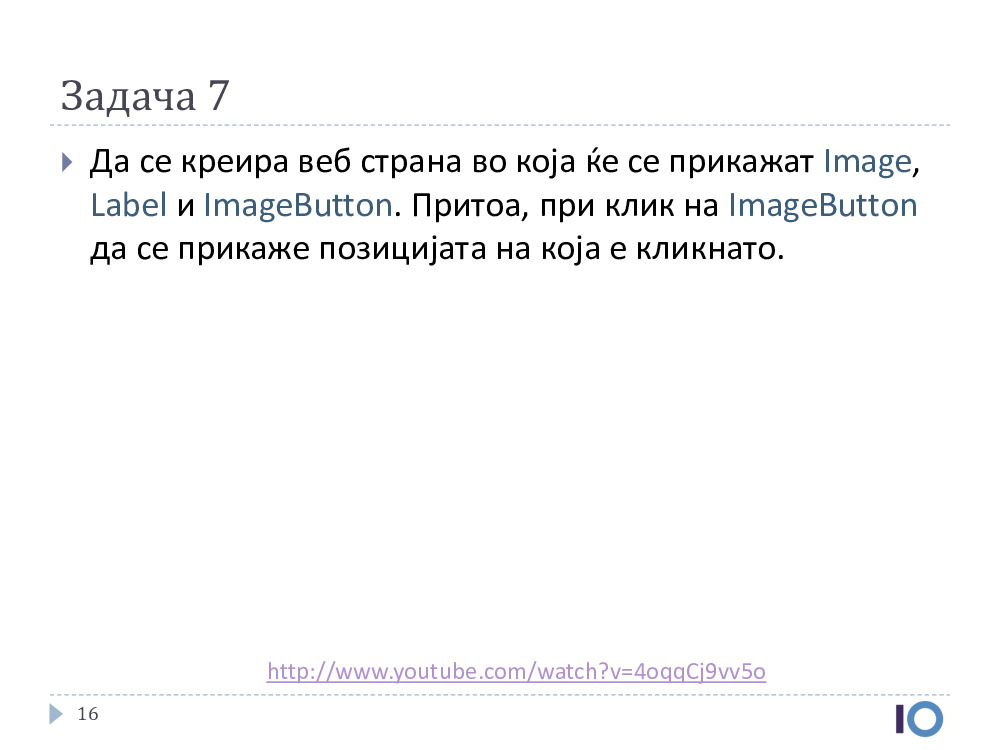 Задача 7
Да се креира веб страна во која ќе се прикажат Image,
Label и ImageButton. Притоа, при клик на ImageButton
да се прикаже позицијата на која е кликнато.
http://www.youtube.com/watch?v=4oqqCj9vv5o
16
IO